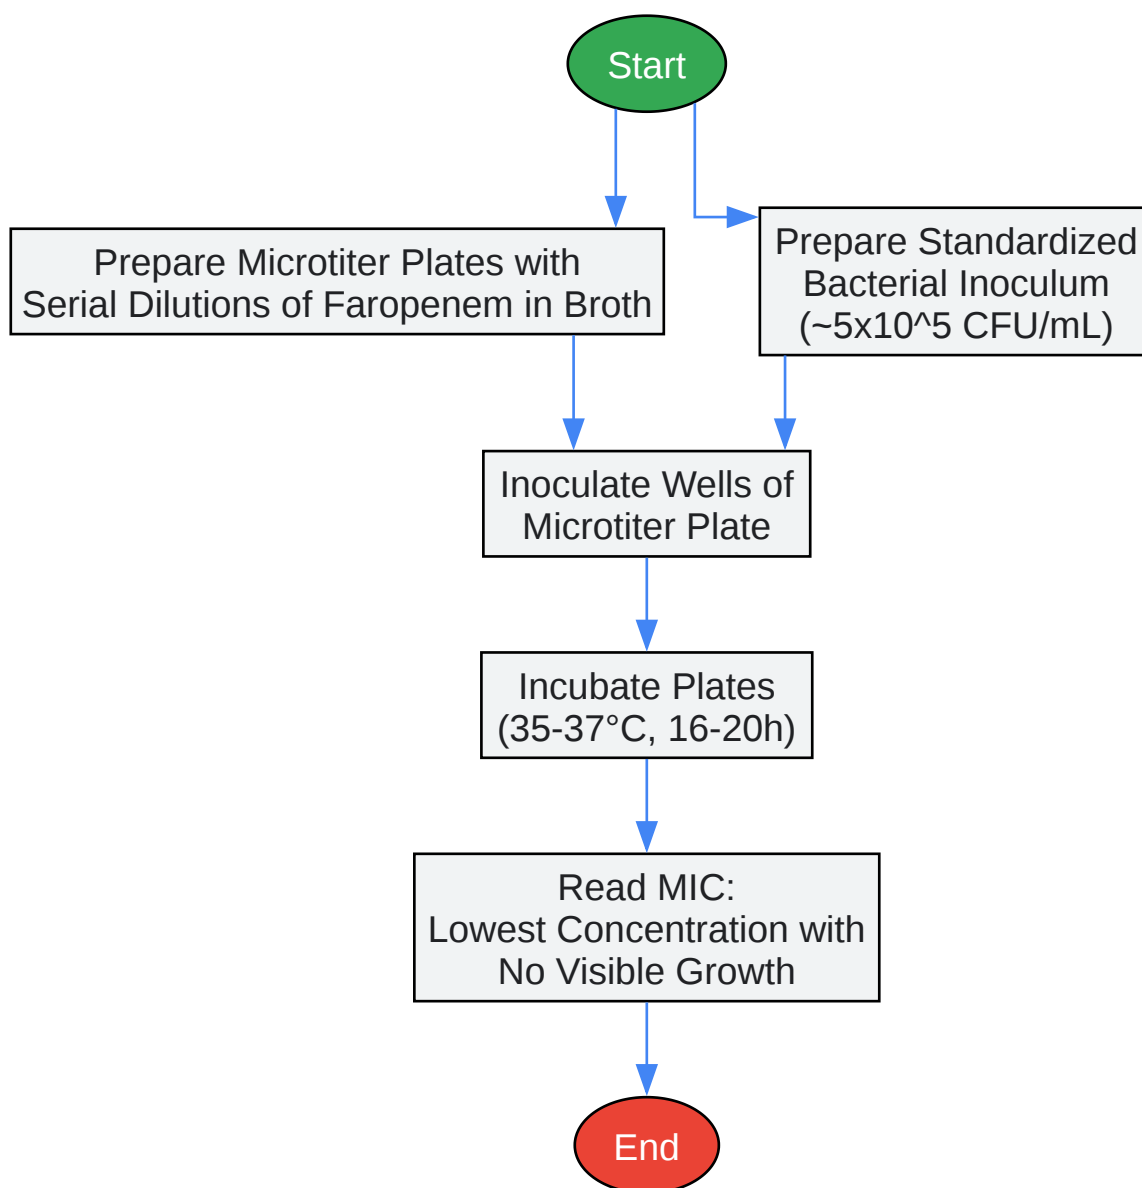 Start
Prepare Microtiter Plates with
Serial Dilutions of Faropenem in Broth
Prepare Standardized
Bacterial Inoculum
(~5x10^5 CFU/mL)
Inoculate Wells of
Microtiter Plate
Incubate Plates
(35-37°C, 16-20h)
Read MIC:
Lowest Concentration with
No Visible Growth
End